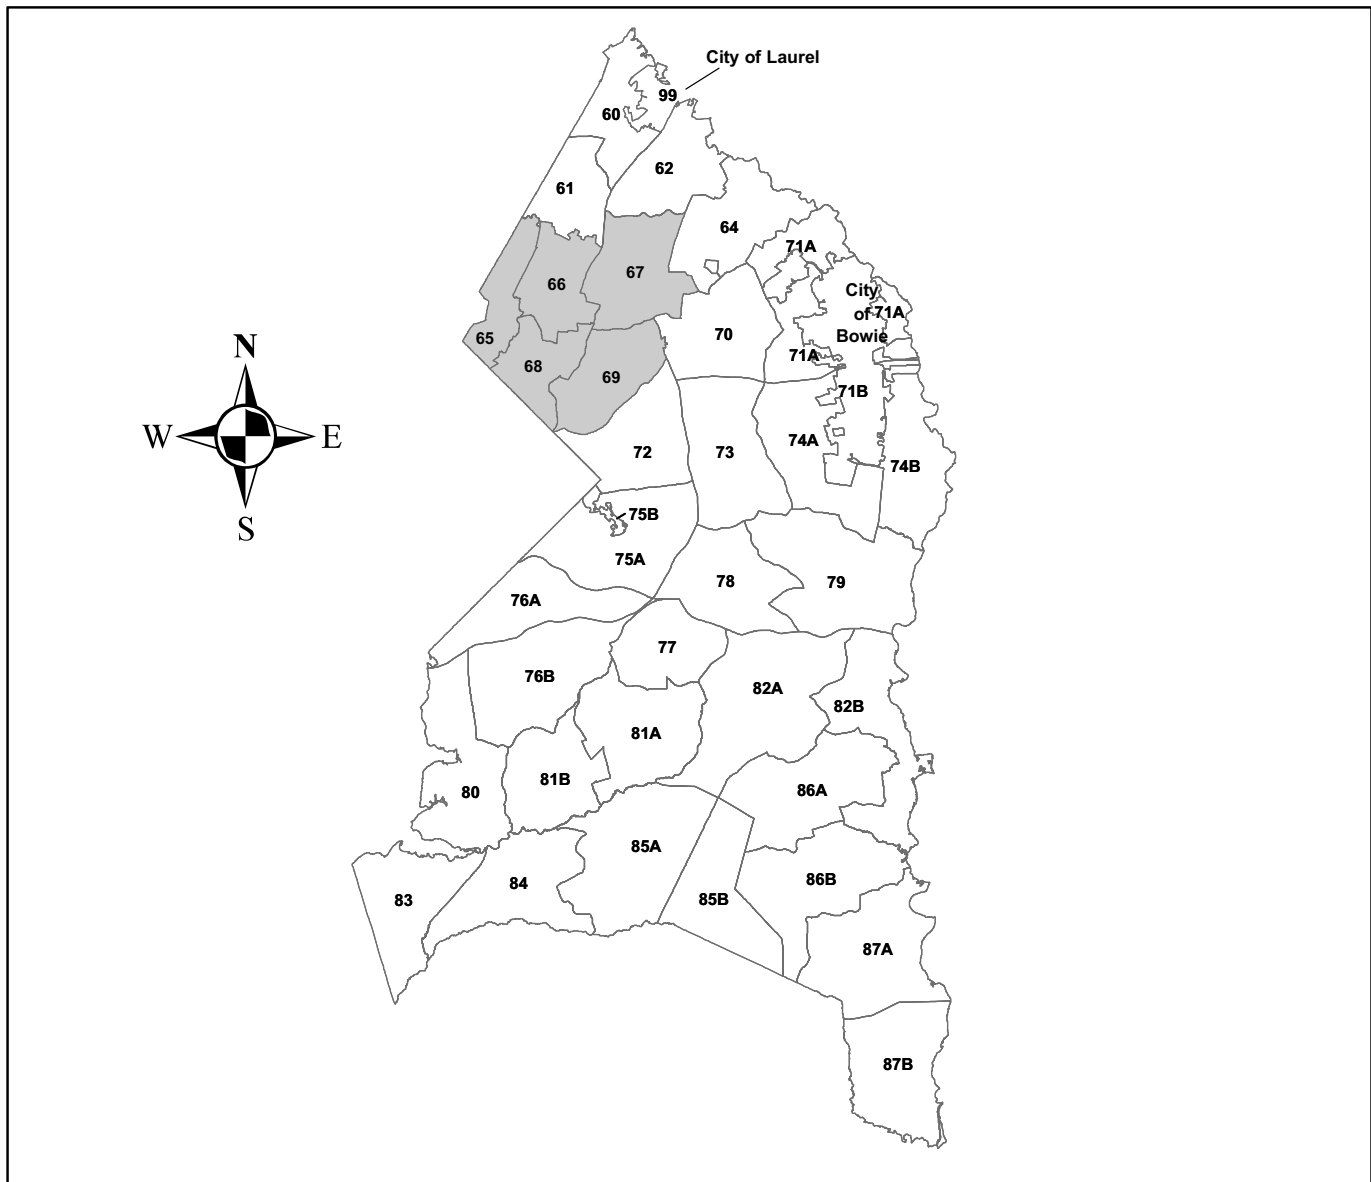 City of Laurel
99
60
62
61
64
71A
67
66
City
of
Bowie
71A
70
65
N
71A
68
69
71B
W
E
74A
72
73
74B
S
75B
75A
78
79
76A
77
76B
82A
82B
81A
81B
80
86A
85A
86B
84
83
85B
87A
87B